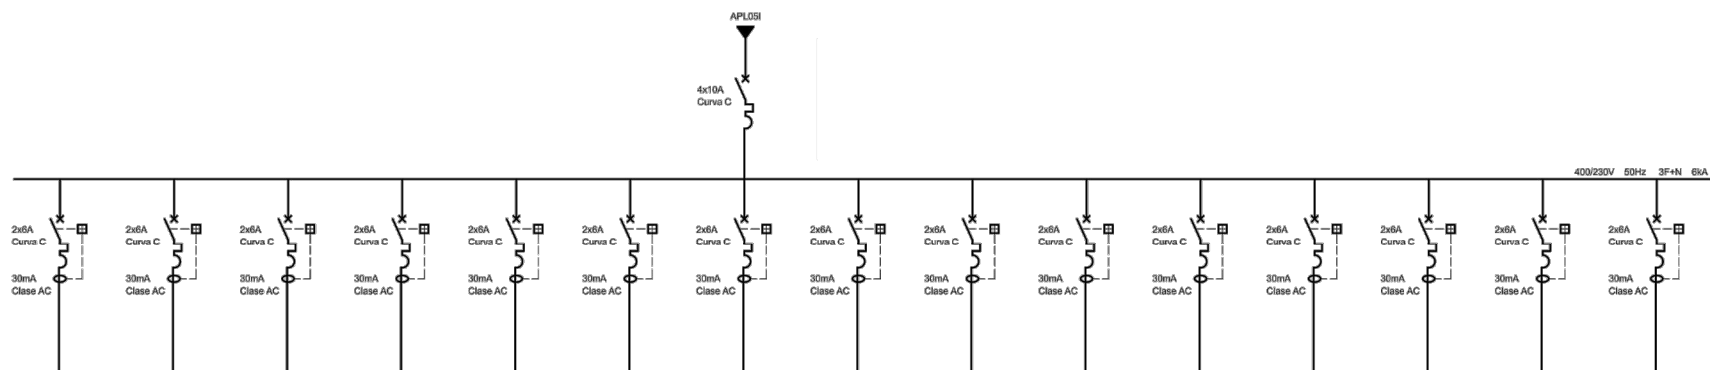 APL05I
4x10A
Curva C
400/230V 50Hz 3F+N 6kA
2x6A
Curva C
30mA
Clase AC
2x6A
Curva C
30mA
Clase AC
2x6A
Curva C
30mA
Clase AC
2x6A
Curva C
30mA
Clase AC
2x6A
Curva C
30mA
Clase AC
2x6A
Curva C
30mA
Clase AC
2x6A
Curva C
30mA
Clase AC
2x6A
Curva C
30mA
Clase AC
2x6A
Curva C
30mA
Clase AC
2x6A
Curva C
30mA
Clase AC
2x6A
Curva C
30mA
Clase AC
2x6A
Curva C
30mA
Clase AC
2x6A
Curva C
30mA
Clase AC
2x6A
Curva C
30mA
Clase AC
2x6A
Curva C
30mA
Clase AC